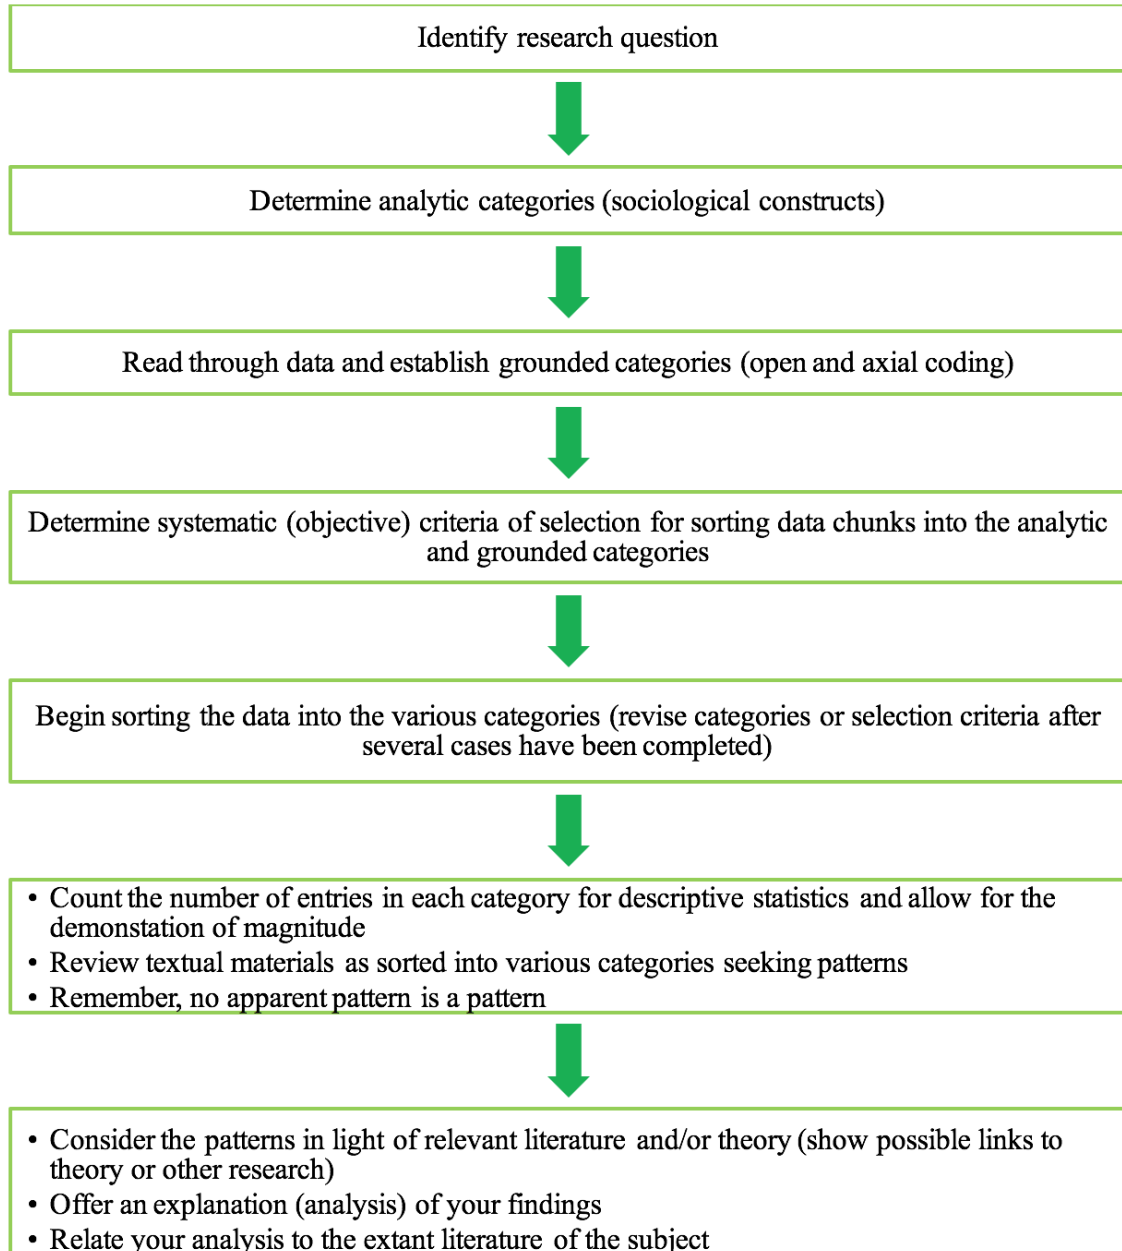 Identify research question
Determine analytic categories (sociological constructs)
Read through data and establish grounded categories (open and axial coding)
Determine systematic (objective) criteria of selection for sorting data chunks into the analytic
and grounded categories
Begin sorting the data into the various categories (revise categories or selection criteria after
several cases have been completed)
• Count the number of entries in each category for descriptive statistics and allow for the
demonstation of magnitude
• Review textual materials as sorted into various categories seeking patterns
• Remember, no apparent pattern is a pattern
• Consider the patterns in light of relevant literature and/or theory (show possible links to
theory or other research)
• Offer an explanation (analysis) of your findings
• Relate your analysis to the extant literature of the subject